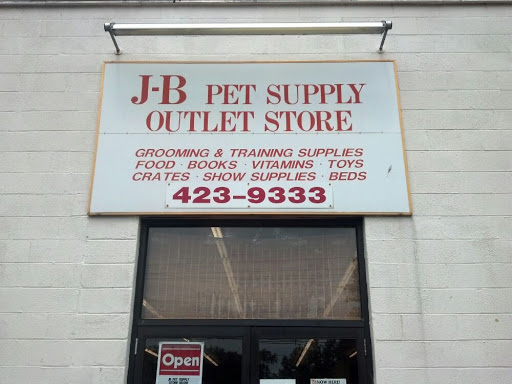 J-B PET SUPPLY
OUTLET STORE
GROOMING & TRAINING SUPPLIES
FOOD · BOOKS · VITAMINS · TOYS
CRATES · SHOW SUPPLIES · BEDS
423-9333
Open